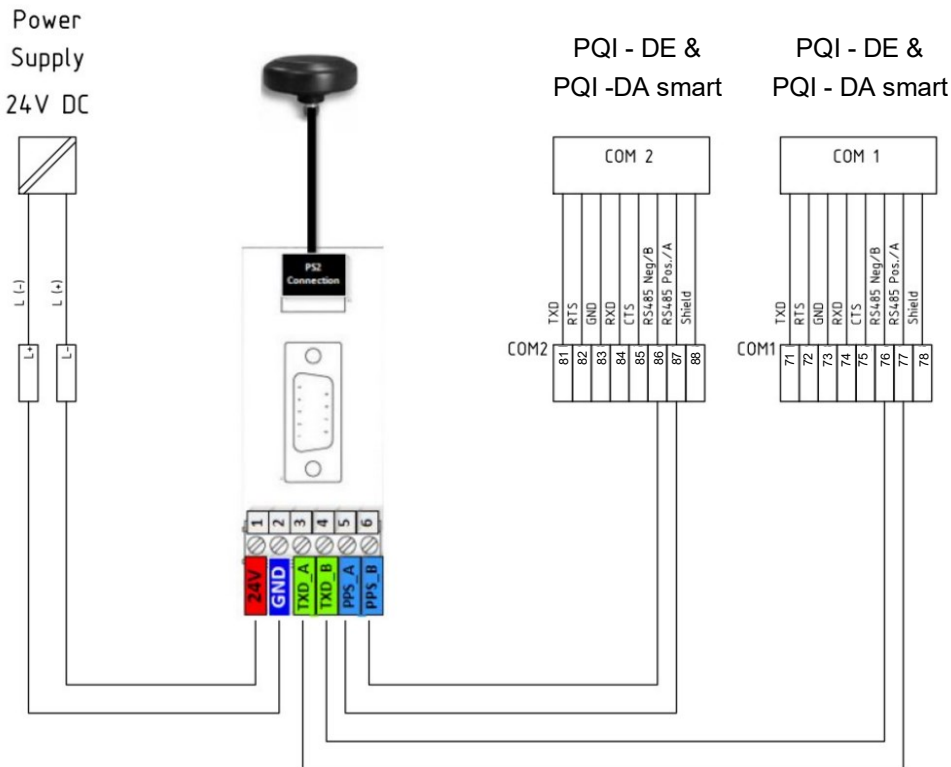 Power
Supply
24V DC
L (-)
L (+)
L+
L-
PS2
Connection
1
2
3
4
5
6
24V
GND
TXD_A
TXD_B
PPS_A
PPS_B
PQI - DE &
PQI -DA smart
COM 2
TXD
RTS
GND
RXD
CTS
RS485 Neg/B
RS485 Pos./A
Shield
COM2
81
82
83
84
85
86
87
88
PQI - DE &
PQI - DA smart
COM 1
TXD
RTS
GND
RXD
CTS
RS485 Neg/B
RS485 Pos./A
Shield
COM1
71
72
73
74
75
76
77
78